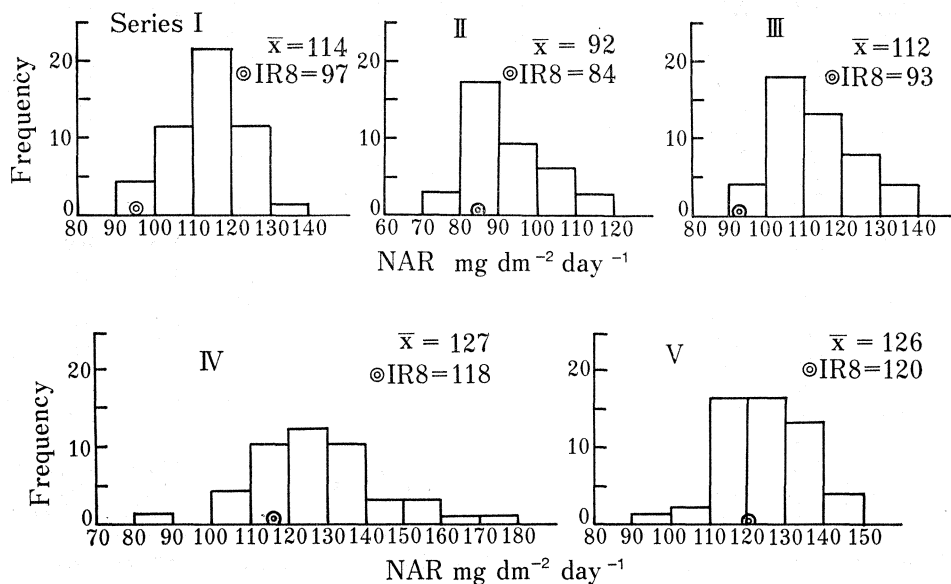 Series I
x̄ =114
◎IR8=97
Frequency
20
10
0
80 90 100 110 120 130 140
Ⅱ
x̄ = 92
◎IR8=84
20
10
0
60 70 80 90 100 110 120
Ⅲ
x̄ =112
◎IR8=93
20
10
0
80 90 100 110 120 130 140
NAR mg dm⁻² day⁻¹
Ⅳ
x̄ = 127
◎IR8=118
Frequency
20
10
0
70 80 90 100 110 120 130 140 150 160 170 180
Ⅴ
x̄ = 126
◎IR8=120
20
10
0
80 90 100 110 120 130 140 150
NAR mg dm⁻² day⁻¹